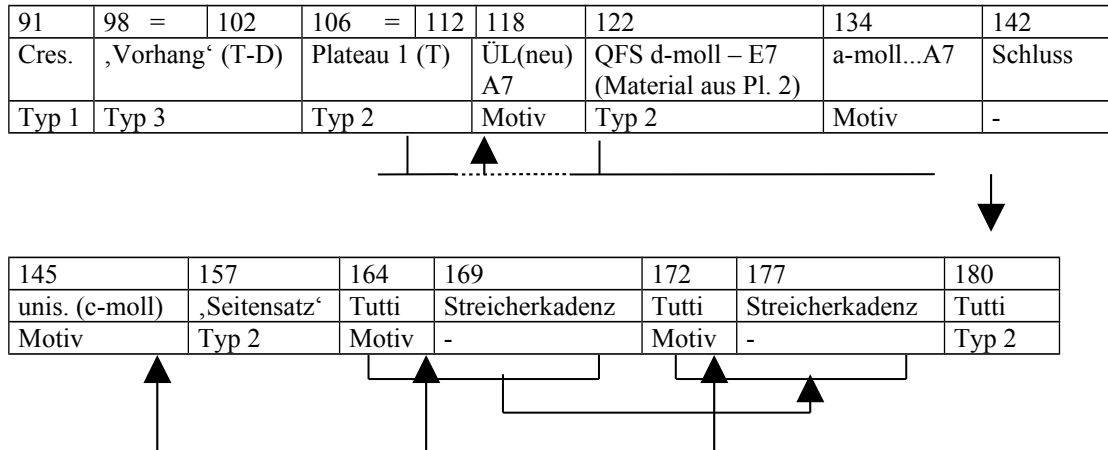 91 98 = 102 106 = 112 118 122 134 142
Cres. ‚Vorhang‘ (T-D) Plateau 1 (T) ÜL(neu) QFS d-moll – E7 a-moll...A7 Schluss
A7 (Material aus Pl. 2)
Typ 1 Typ 3 Typ 2 Motiv Typ 2 Motiv -
145 157 164 169 172 177 180
unis. (c-moll) ‚Seitensatz‘ Tutti Streicherkadenz Tutti Streicherkadenz Tutti
Motiv Typ 2 Motiv - Motiv - Typ 2